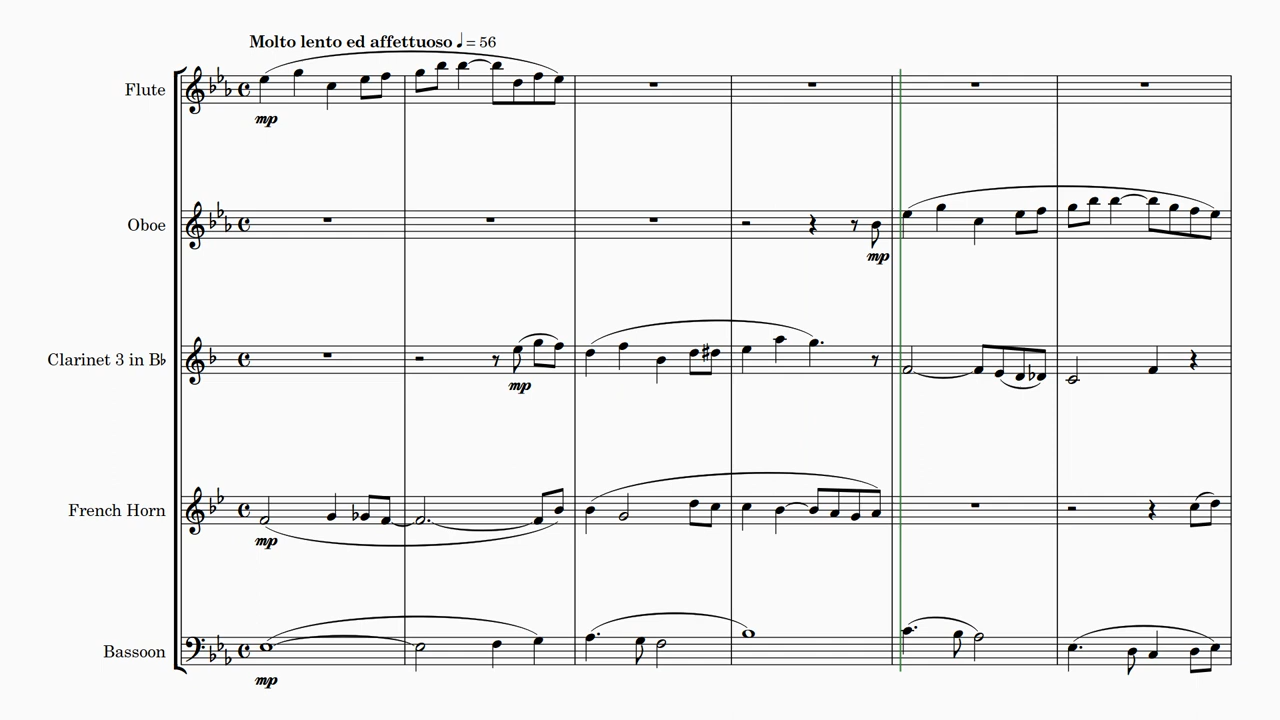 Molto lento ed affettuoso ♩= 56
Flute
mp
Oboe
mp
Clarinet 3 in B♭
mp
French Horn
mp
Bassoon
mp